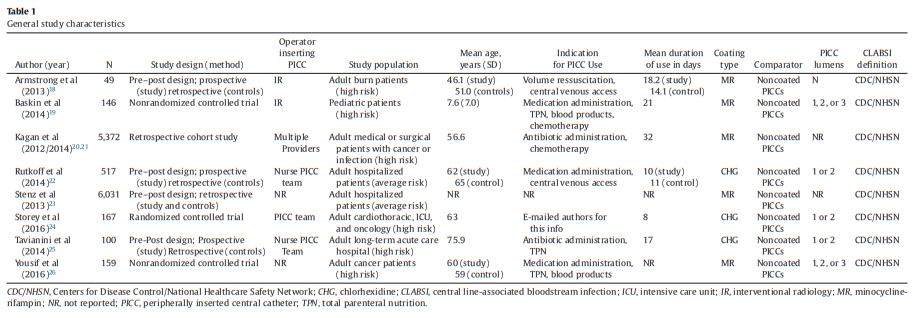 Table 1
General study characteristics
Author (year) N Study design (method) Operator inserting PICC Study population Mean age, years (SD) Indication for PICC Use Mean duration of use in days Coating type Comparator PICC lumens CLABSI definition
Armstrong et al 49 Pre–post design; prospective IR Adult burn patients 46.1 (study) Volume ressuscitation, 18.2 (study) MR Noncoated NR CDC/NHSN
(2013)18 (study) retrospective (controls) (high risk) 51.0 (controls) central venous access 14.1 (control) PICCs
Baskin et al 146 Nonrandomized controlled trial IR Pediatric patients 7.6 (7.0) Medication administration, 21 MR Noncoated 1, 2, or 3 CDC/NHSN
(2014)19 (high risk) TPN, blood products, PICCs
chemotherapy
Kagan et al 5,372 Retrospective cohort study Multiple Adult medical or surgical 56.6 Antibiotic administration, 32 MR Noncoated NR CDC/NHSN
(2012/2014)20,21 Providers patients with cancer or chemotherapy PICCs
infection (high risk)
Rutkoff et al 517 Pre–post design; prospective Nurse PICC Adult hospitalized 62 (study) Medication administration, 10 (study) CHG Noncoated 1 or 2 CDC/NHSN
(2014)22 (study) retrospective (controls) team patients (average risk) 65 (control) central venous access 11 (control) PICCs
Stenz et al 6,031 Pre–post design; retrospective NR Adult hospitalized NR NR NR MR Noncoated NR CDC/NHSN
(2013)23 (study and controls) patients (average risk) PICCs
Storey et al 167 Randomized controlled trial PICC team Adult cardiothoracic, ICU, 63 E-mailed authors for 8 CHG Noncoated 1 or 2 CDC/NHSN
(2016)24 and oncology (high risk) this info PICCs
Tavianini et al 100 Pre-Post design; Prospective Nurse PICC Adult long-term acute care 75.9 Antibiotic administration, 17 CHG Noncoated 1 or 2 CDC/NHSN
(2014)25 (study) Retrospective (controls) Team hospital (high risk) TPN PICCs
Yousif et al 159 Nonrandomized controlled trial NR Adult cancer patients 60 (study) Medication administration, NR MR Noncoated 1, 2, or 3 CDC/NHSN
(2016)26 (high risk) 59 (control) TPN, blood products PICCs
CDC/NHSN, Centers for Disease Control/National Healthcare Safety Network; CHG, chlorhexidine; CLABSI, central line-associated bloodstream infection; ICU, intensive care unit; IR, interventional radiology; MR, minocycline-
rifampin; NR, not reported; PICC, peripherally inserted central catheter; TPN, total parenteral nutrition.